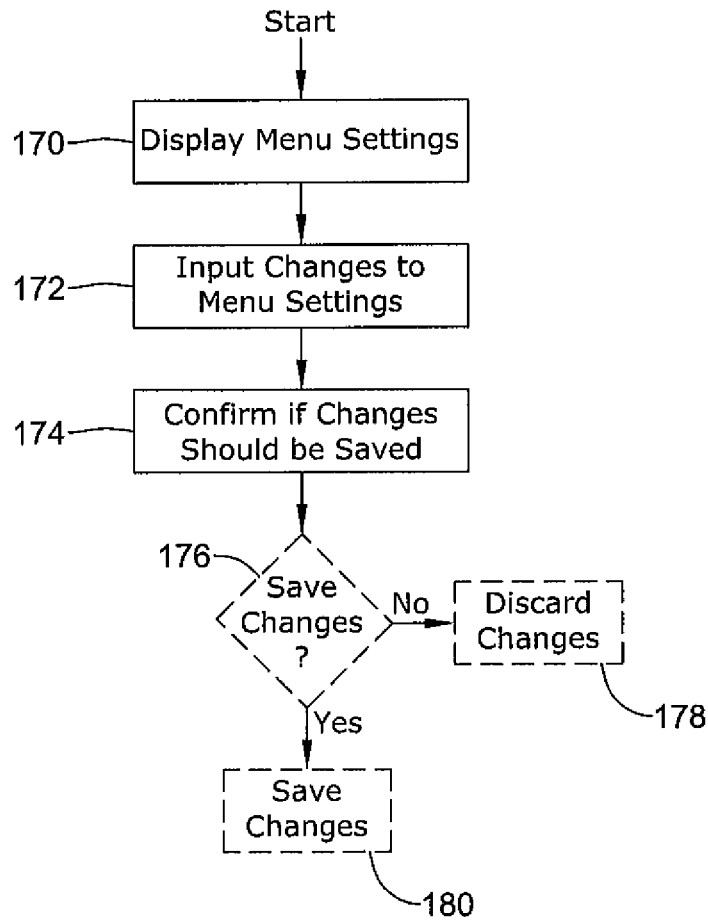 Start
170
Display Menu Settings
172
Input Changes to
Menu Settings
174
Confirm if Changes
Should be Saved
176
Save
Changes
?
No
Discard
Changes
178
Yes
Save
Changes
180